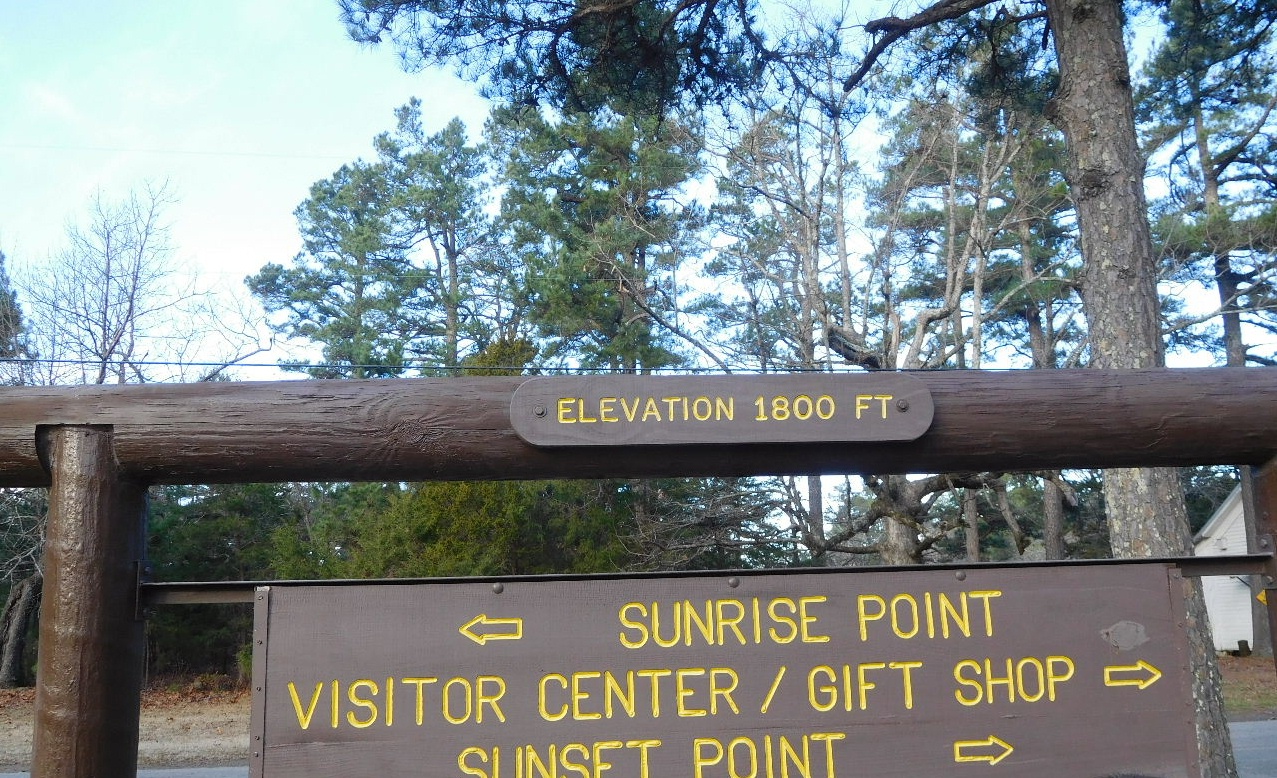 ELEVATION 1800 FT
← SUNRISE POINT
VISITOR CENTER / GIFT SHOP →
SUNSET POINT →